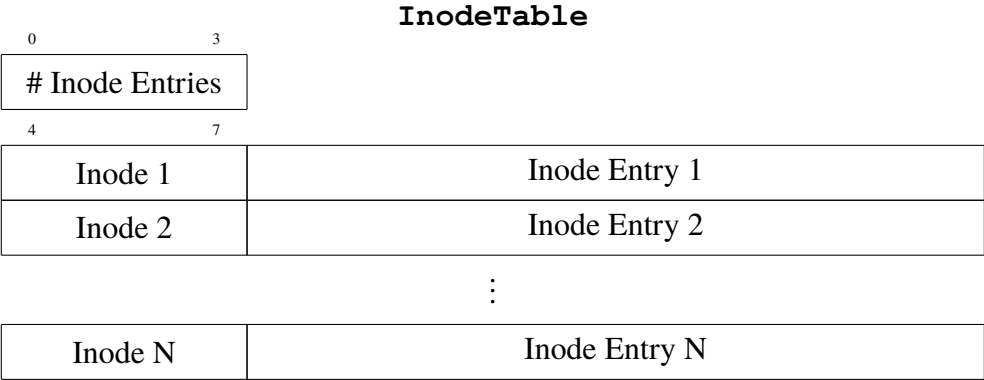 InodeTable
0 3
# Inode Entries
4 7
Inode 1 Inode Entry 1
Inode 2 Inode Entry 2
⋮
Inode N Inode Entry N